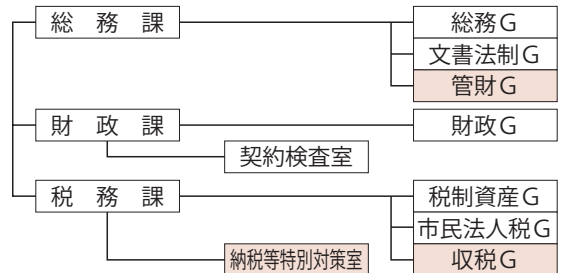 総務課
総務G
文書法制G
管財G
財政課
財政G
契約検査室
税務課
税制資産G
市民法人税G
納税等特別対策室
収税G